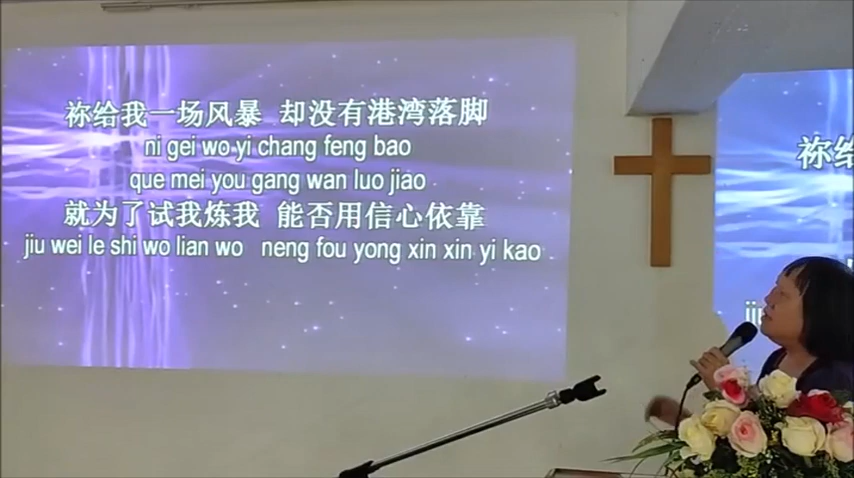 祢给我一场风暴 却没有港湾落脚
ni gei wo yi chang feng bao
que mei you gang wan luo jiao
就为了试我炼我 能否用信心依靠
jiu wei le shi wo lian wo neng fou yong xin xin yi kao
祢给